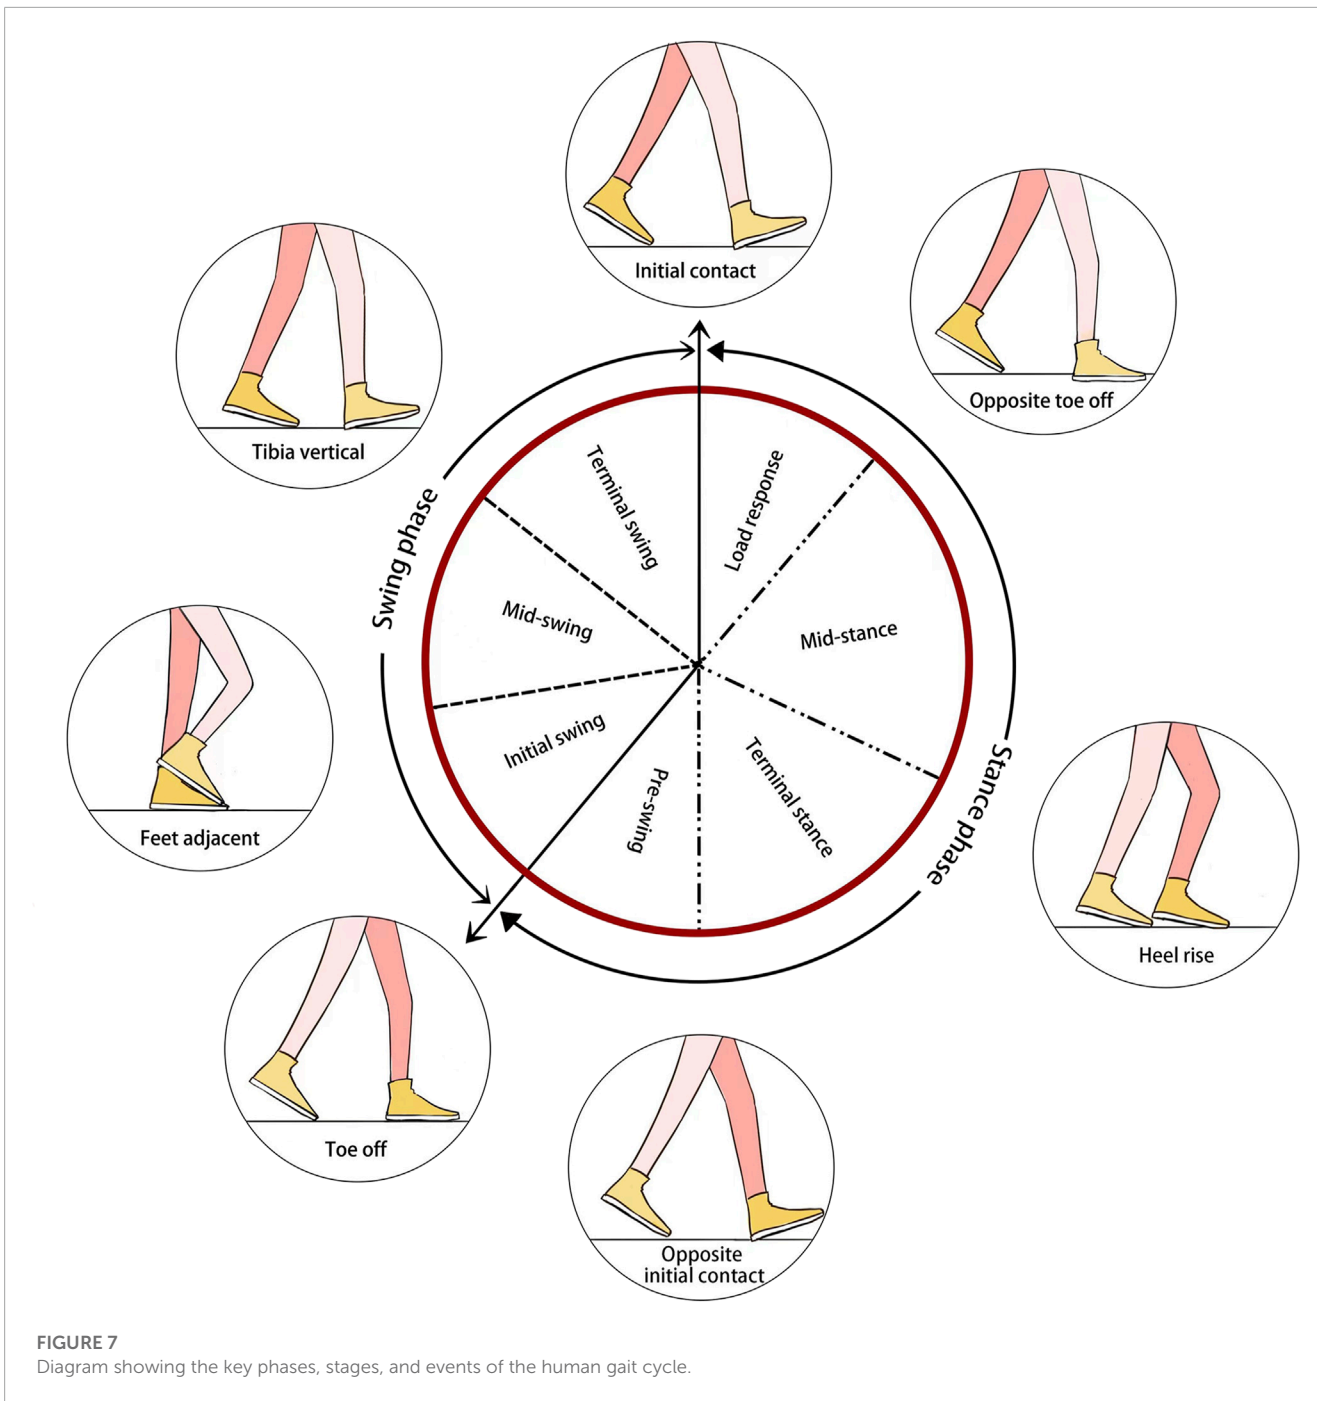 Initial contact
Opposite toe off
Tibia vertical
Terminal swing
Load response
Swing phase
Mid-swing
Mid-stance
Feet adjacent
Initial swing
Pre-swing
Terminal stance
Stance phase
Heel rise
Toe off
Opposite
initial contact
FIGURE 7
Diagram showing the key phases, stages, and events of the human gait cycle.